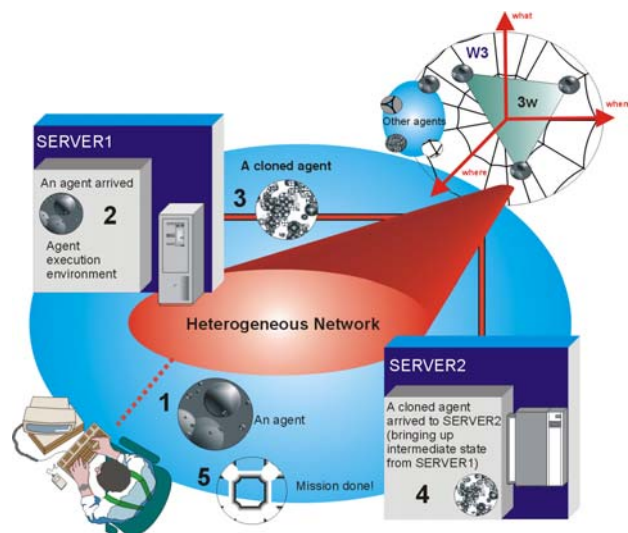 what
W3
3w
when
Other agents
where
SERVER1
An agent arrived
2
Agent
execution
environment
A cloned agent
3
Heterogeneous Network
1
An agent
5
Mission done!
SERVER2
A cloned agent
arrived to SERVER2
(bringing up
intermediate state
from SERVER1)
4